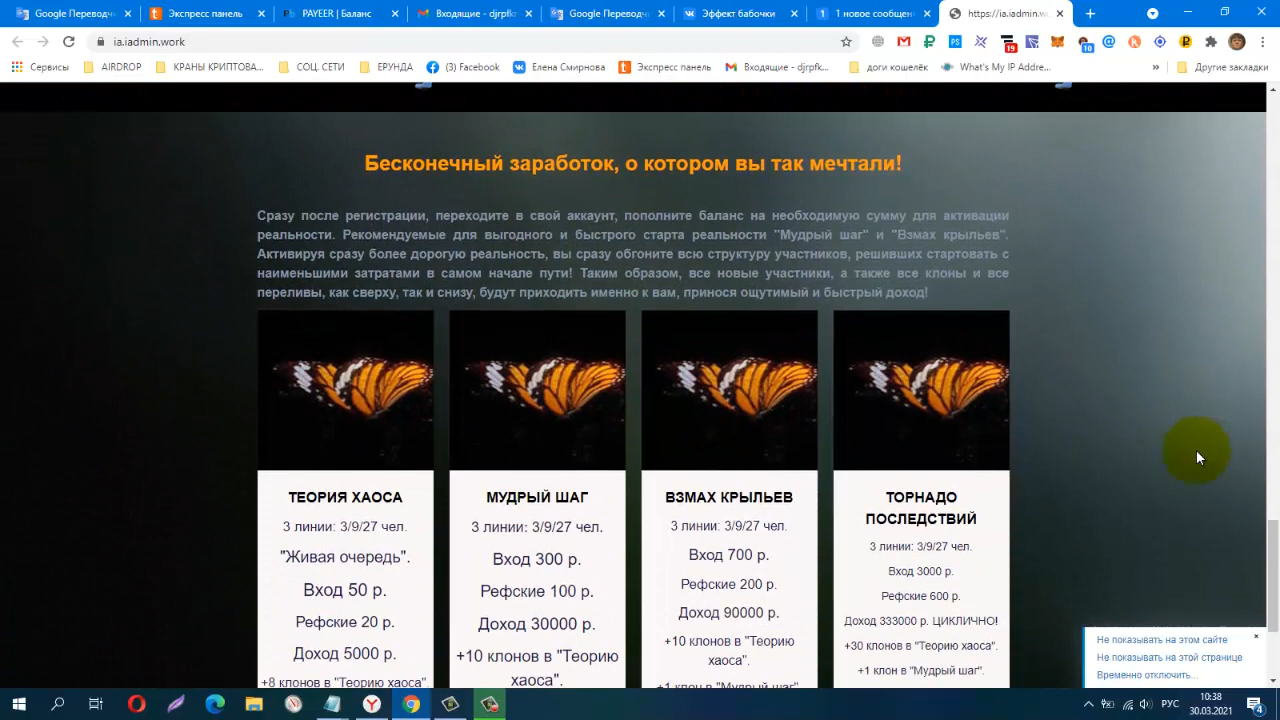 Google Переводч
Экспресс панель
PAYEER | Баланс
Входящие - djrpfkr
Google Переводч
Эффект бабочки
1 новое сообщен
https://ia.iadmin.wo
ia.iadmin.work
19
10
Сервисы
AIRDROP
КРАНЫ КРИПТОВА...
СОЦ. СЕТИ
ЕРУНДА
(3) Facebook
Елена Смирнова
Экспресс панель
Входящие - djrpfk...
доги кошелёк
What's My IP Addre...
»
Другие закладки
Бесконечный заработок, о котором вы так мечтали!
Сразу после регистрации, переходите в свой аккаунт, пополните баланс на необходимую сумму для активации
реальности. Рекомендуемые для выгодного и быстрого старта реальности "Мудрый шаг" и "Взмах крыльев".
Активируя сразу более дорогую реальность, вы сразу обгоните всю структуру участников, решивших стартовать с
наименьшими затратами в самом начале пути! Таким образом, все новые участники, а также все клоны и все
переливы, как сверху, так и снизу, будут приходить именно к вам, принося ощутимый и быстрый доход!
ТЕОРИЯ ХАОСА
3 линии: 3/9/27 чел.
"Живая очередь".
Вход 50 р.
Рефские 20 р.
Доход 5000 р.
+8 клонов в "Теорию хаоса".
МУДРЫЙ ШАГ
3 линии: 3/9/27 чел.
Вход 300 р.
Рефские 100 р.
Доход 30000 р.
+10 клонов в "Теорию
хаоса".
ВЗМАХ КРЫЛЬЕВ
3 линии: 3/9/27 чел.
Вход 700 р.
Рефские 200 р.
Доход 90000 р.
+10 клонов в "Теорию
хаоса".
+1 клон в "Мудрый шаг"
ТОРНАДО
ПОСЛЕДСТВИЙ
3 линии: 3/9/27 чел.
Вход 3000 р.
Рефские 600 р.
Доход 333000 р. ЦИКЛИЧНО!
+30 клонов в "Теорию хаоса".
+1 клон в "Мудрый шаг".
Не показывать на этом сайте
Не показывать на этой странице
Временно отключить...
РУС
10:38
30.03.2021
4